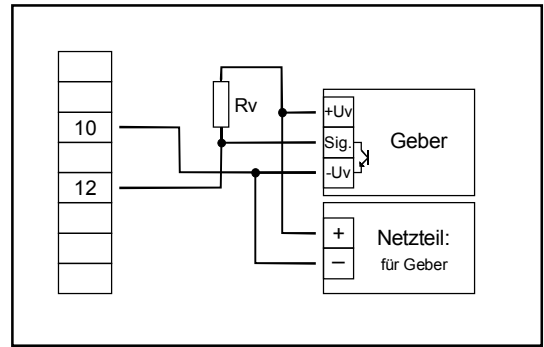 10
12
Rv
+Uv
Sig.
-Uv
Geber
+
−
Netzteil:
für Geber